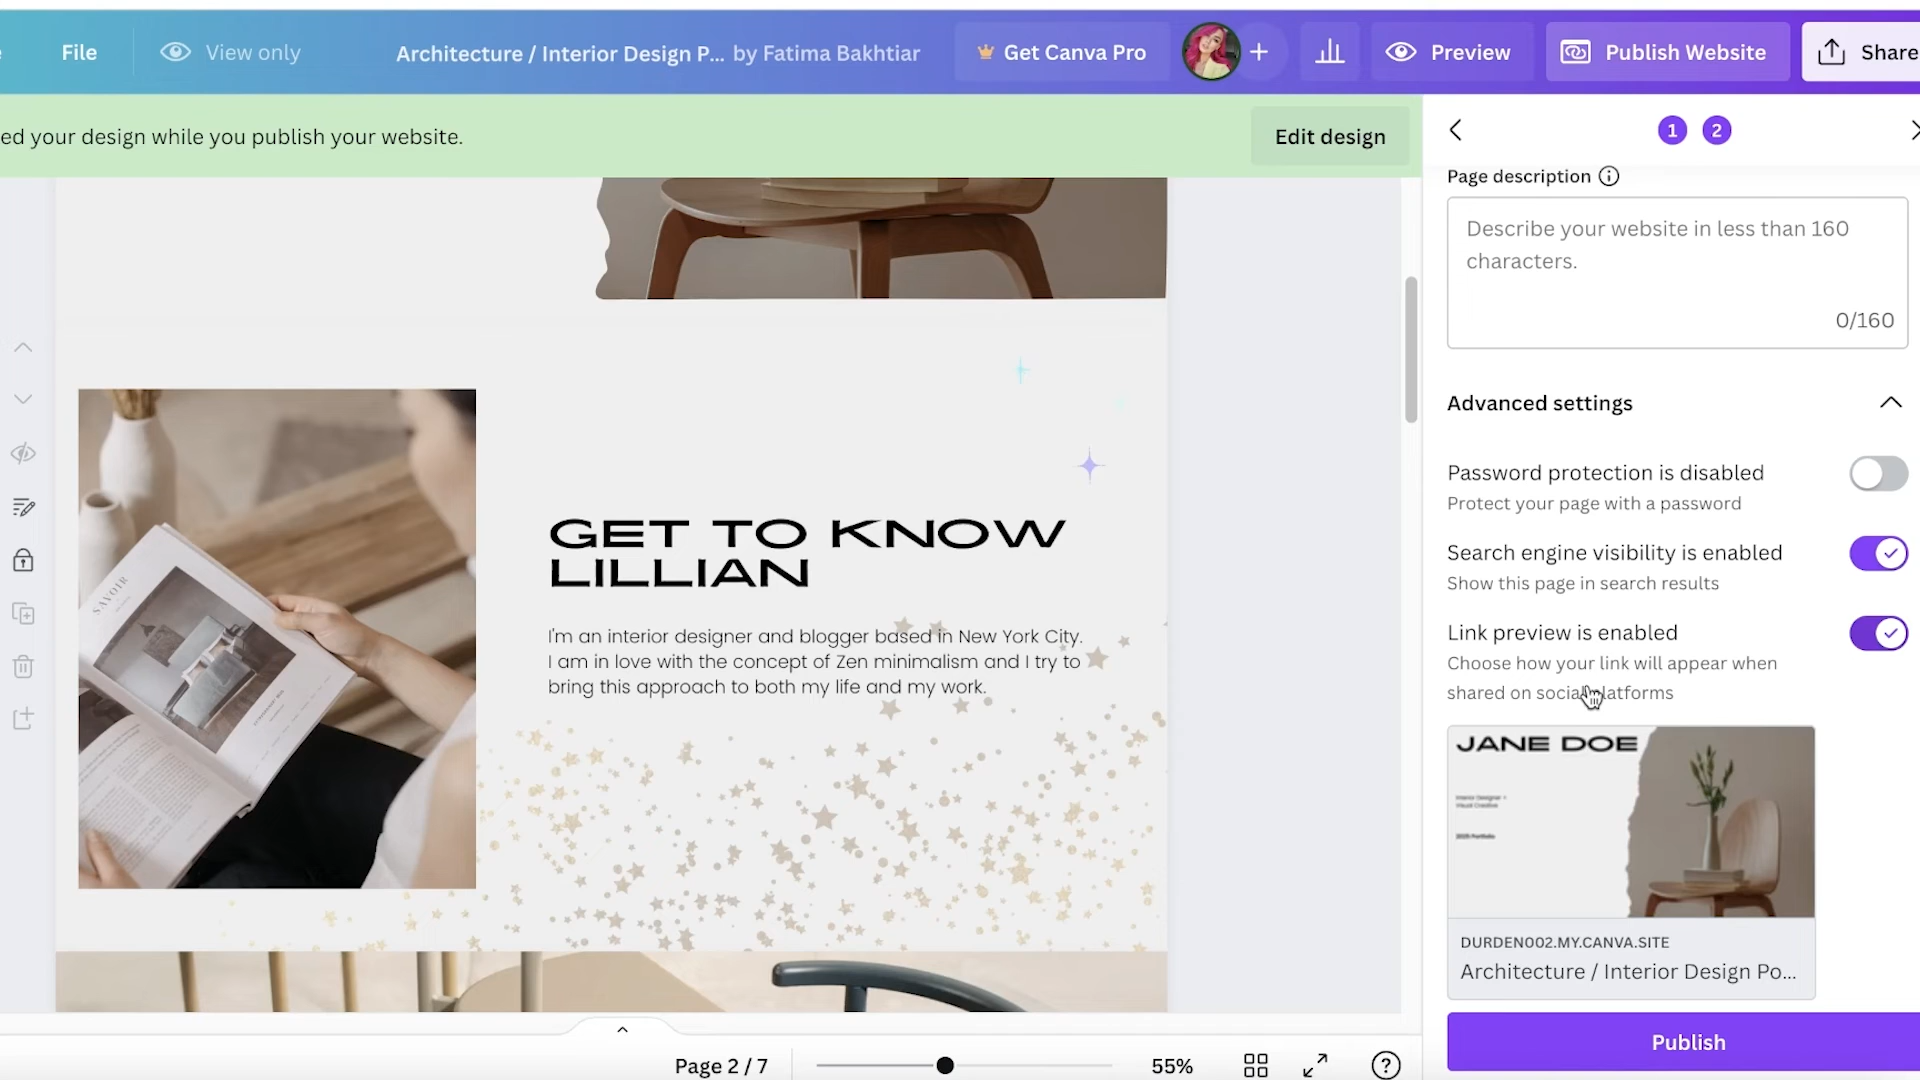 File
View only
Architecture / Interior Design P... by Fatima Bakhtiar
Get Canva Pro
Preview
Publish Website
Share
ed your design while you publish your website.
Edit design
1 2
Page description
Describe your website in less than 160
characters.
0/160
Advanced settings
Password protection is disabled
Protect your page with a password
Search engine visibility is enabled
Show this page in search results
Link preview is enabled
Choose how your link will appear when
shared on social platforms
JANE DOE
Interior Designer +
Visual Creative
DURDEN002.MY.CANVA.SITE
Architecture / Interior Design Po...
Publish
SAVOIR
GET TO KNOW
LILLIAN
I'm an interior designer and blogger based in New York City.
I am in love with the concept of Zen minimalism and I try to
bring this approach to both my life and my work.
Page 2 / 7
55%